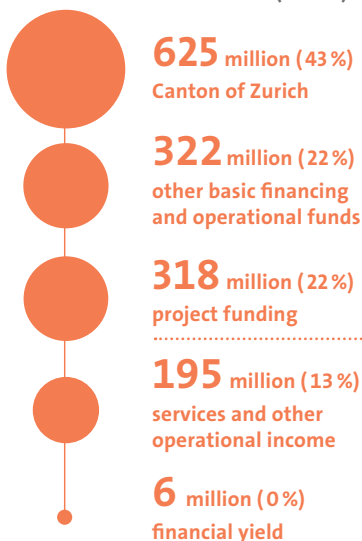 625 million (43%)
Canton of Zurich
322 million (22%)
other basic financing
and operational funds
318 million (22%)
project funding
195 million (13%)
services and other
operational income
6 million (0%)
financial yield